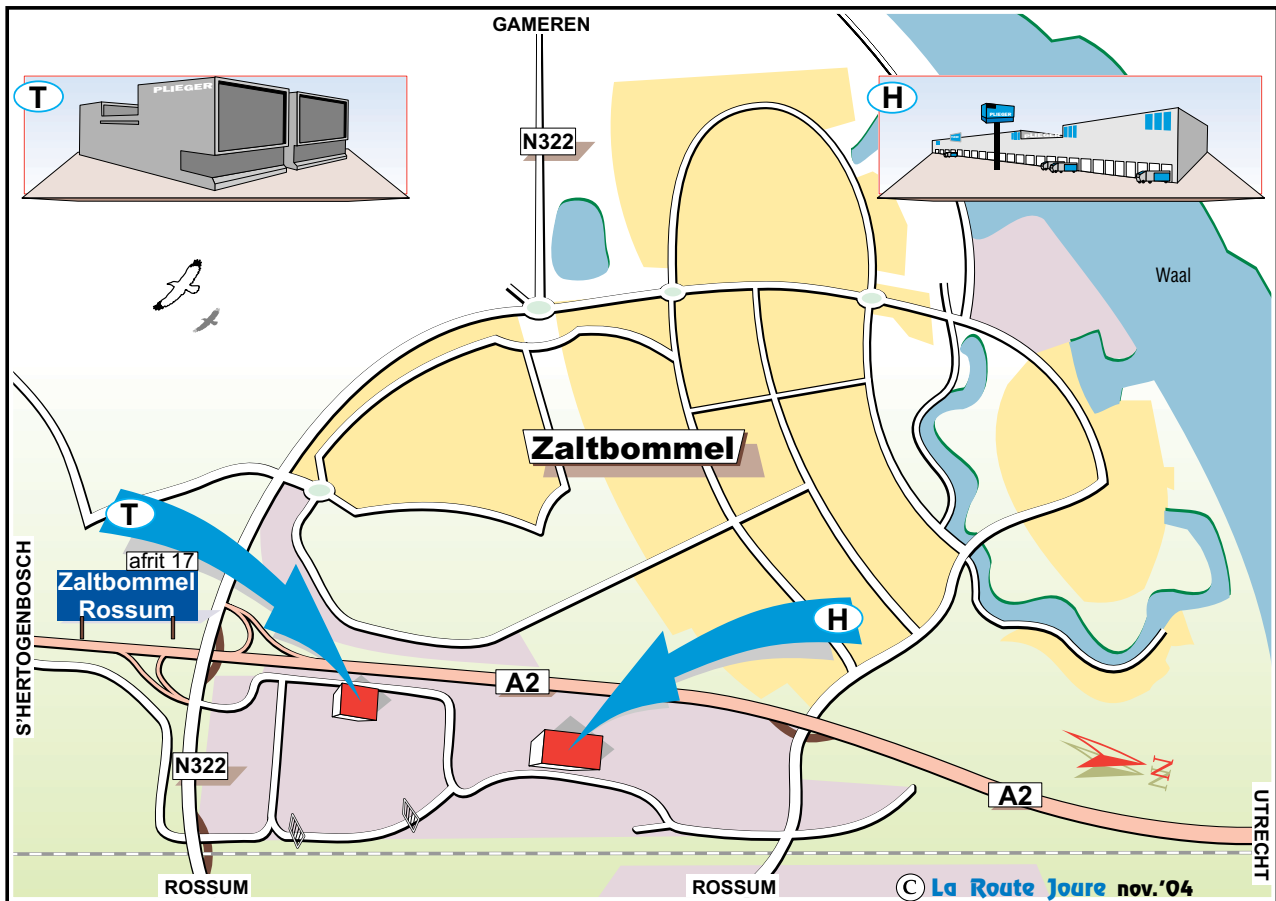 GAMEREN
T
PLIEGER
H
PLIEGER
N322
Waal
Zaltbommel
T
afrit 17
Zaltbommel
Rossum
S'HERTOGENBOSCH
H
A2
N322
N
N
A2
UTRECHT
ROSSUM
ROSSUM
© La Route Joure nov.'04